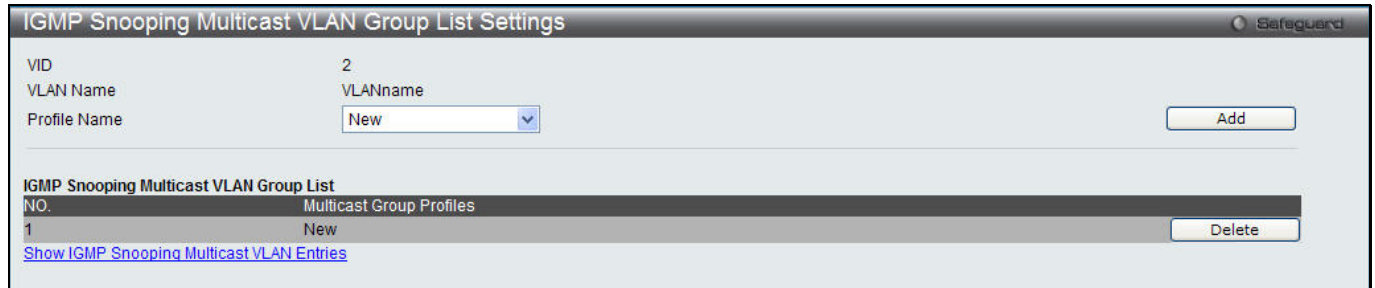 IGMP Snooping Multicast VLAN Group List Settings
Safeguard
VID 2
VLAN Name VLANname
Profile Name New Add
IGMP Snooping Multicast VLAN Group List
NO. Multicast Group Profiles
1 New Delete
Show IGMP Snooping Multicast VLAN Entries